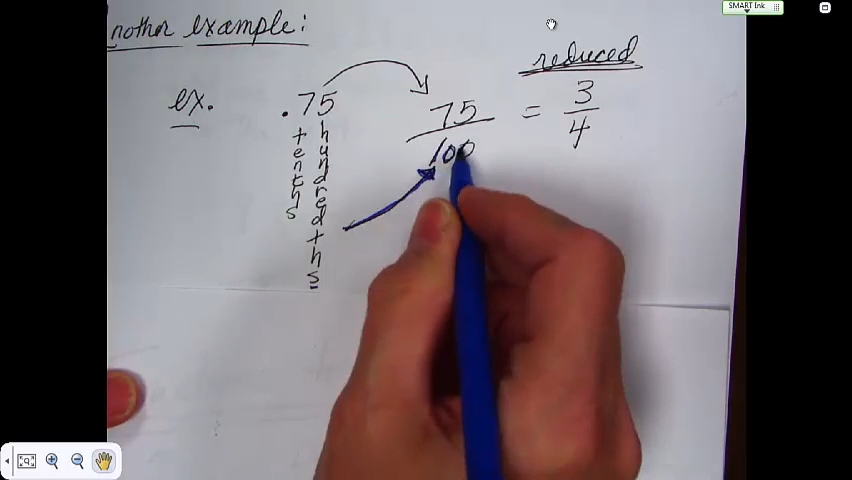 SMART Ink
nother example:
reduced
ex. .75 75/100 = 3/4
tenths
hundredths